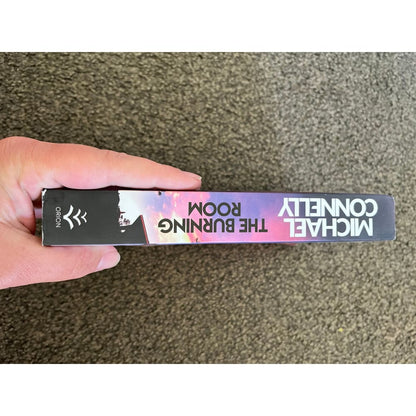 MICHAEL
CONNELLY
THE BURNING
ROOM
ORION